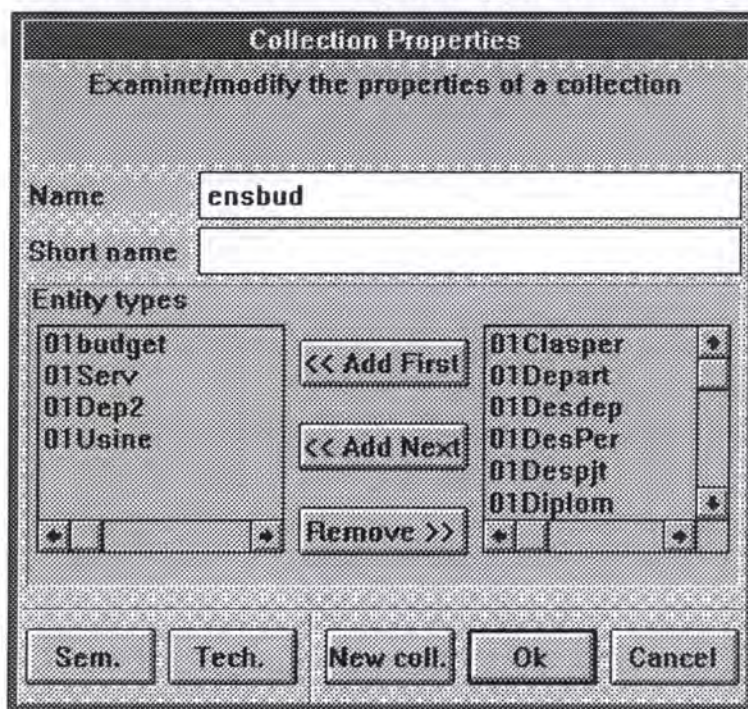 Collection Properties
Examine/modify the properties of a collection
Name ensbud
Short name
Entity types
01budget
01Serv
01Dep2
01Usine
<< Add First
<< Add Next
Remove >>
01Clasper
01Depart
01Desdep
01DesPer
01Despjt
01Diplom
Sem. Tech. New coll. Ok Cancel